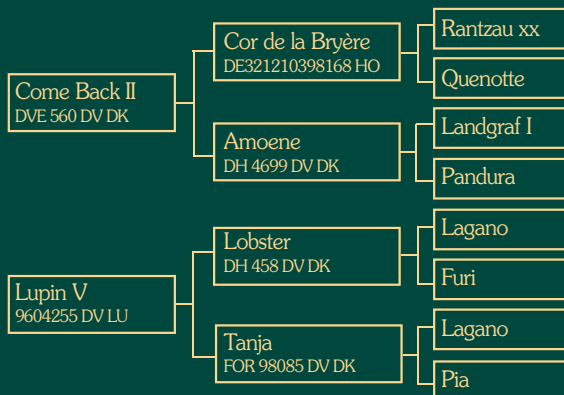 Come Back II
DVE 560 DV DK
Cor de la Bryère
DE321210398168 HO
Rantzau xx
Quenotte
Amoene
DH 4699 DV DK
Landgraf I
Pandura
Lupin V
9604255 DV LU
Lobster
DH 458 DV DK
Lagano
Furi
Tanja
FOR 98085 DV DK
Lagano
Pia